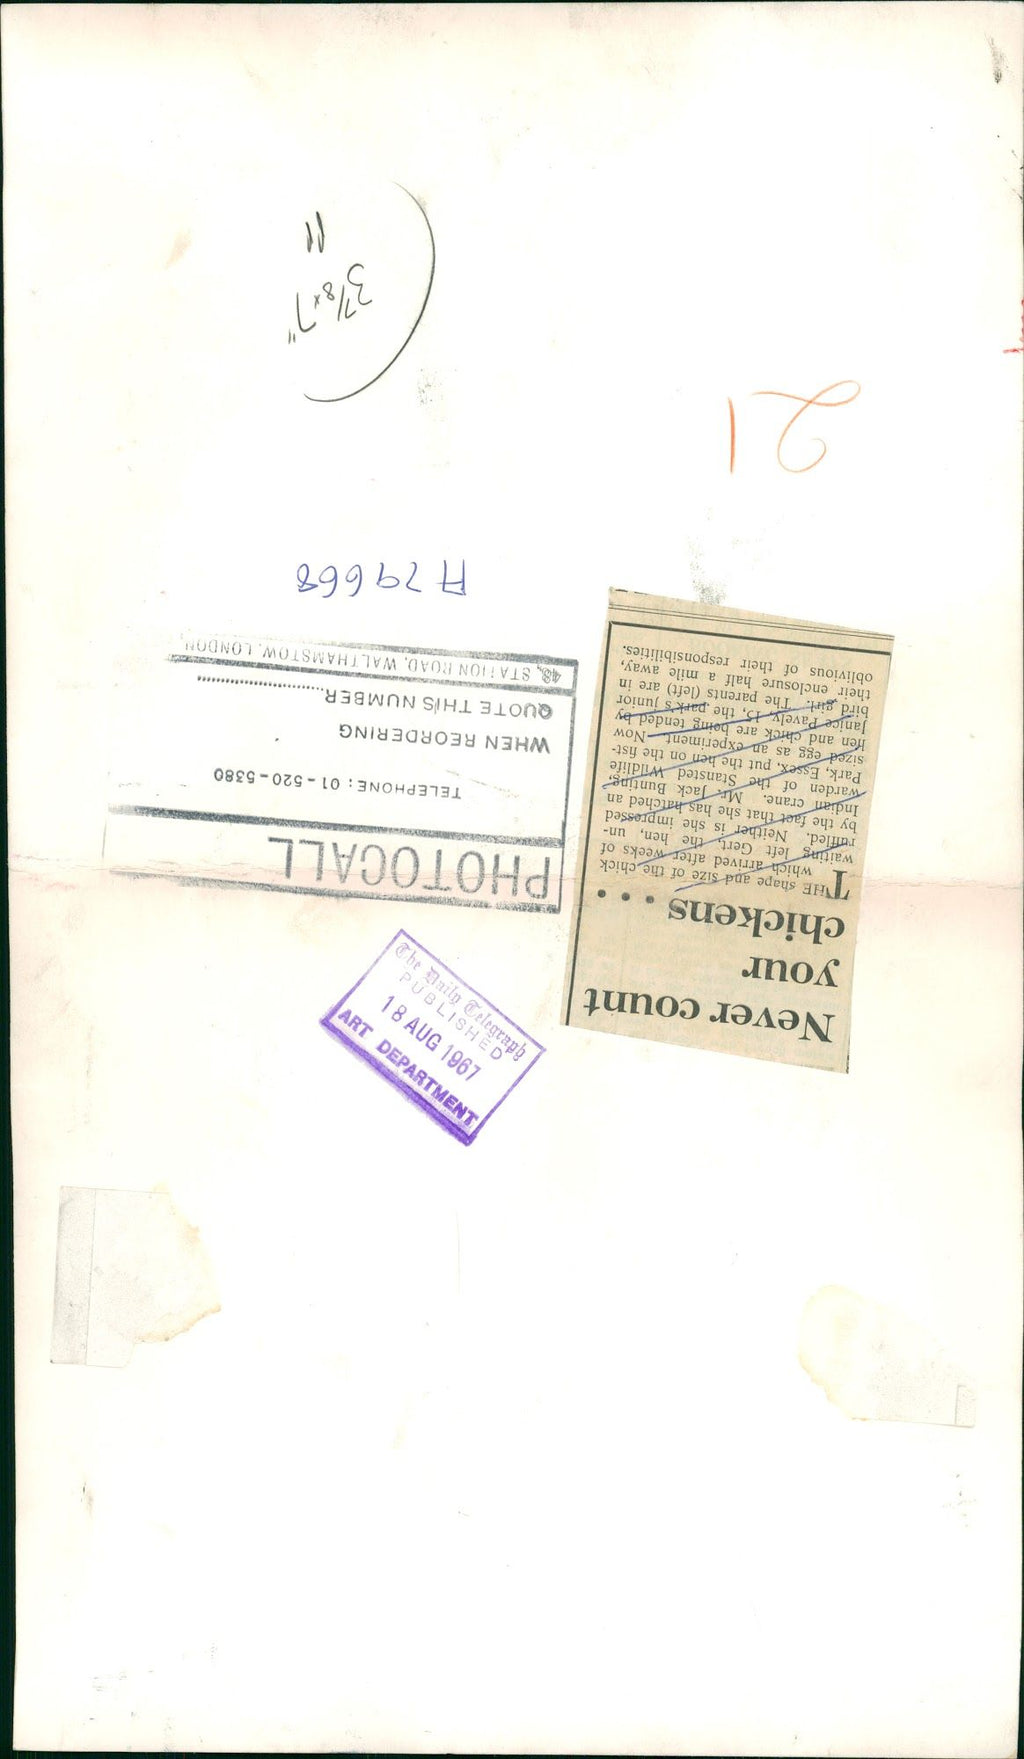 Never count
your
chickens . . .
THE shape and size of the chick
which arrived after weeks of
waiting left Gert, the hen, un-
ruffled. Neither is she impressed
by the fact that she has hatched an
Indian crane. Mr. Jack Bunting,
warden of the Stansted Wildlife
Park, Essex, put the hen on the fist-
sized egg as an experiment. Now
hen and chick are being tended by
Janice Pavely, 15, the park's junior
bird girl. The parents (left) are in
their enclosure half a mile away,
oblivious of their responsibilities.
PHOTOCALL
TELEPHONE: 01-520-5380
WHEN REORDERING
QUOTE THIS NUMBER
48, STATION ROAD, WALTHAMSTOW, LONDON,
A79668
The Daily Telegraph
PUBLISHED
18 AUG 1967
ART DEPARTMENT
21
3⅞ x 7"